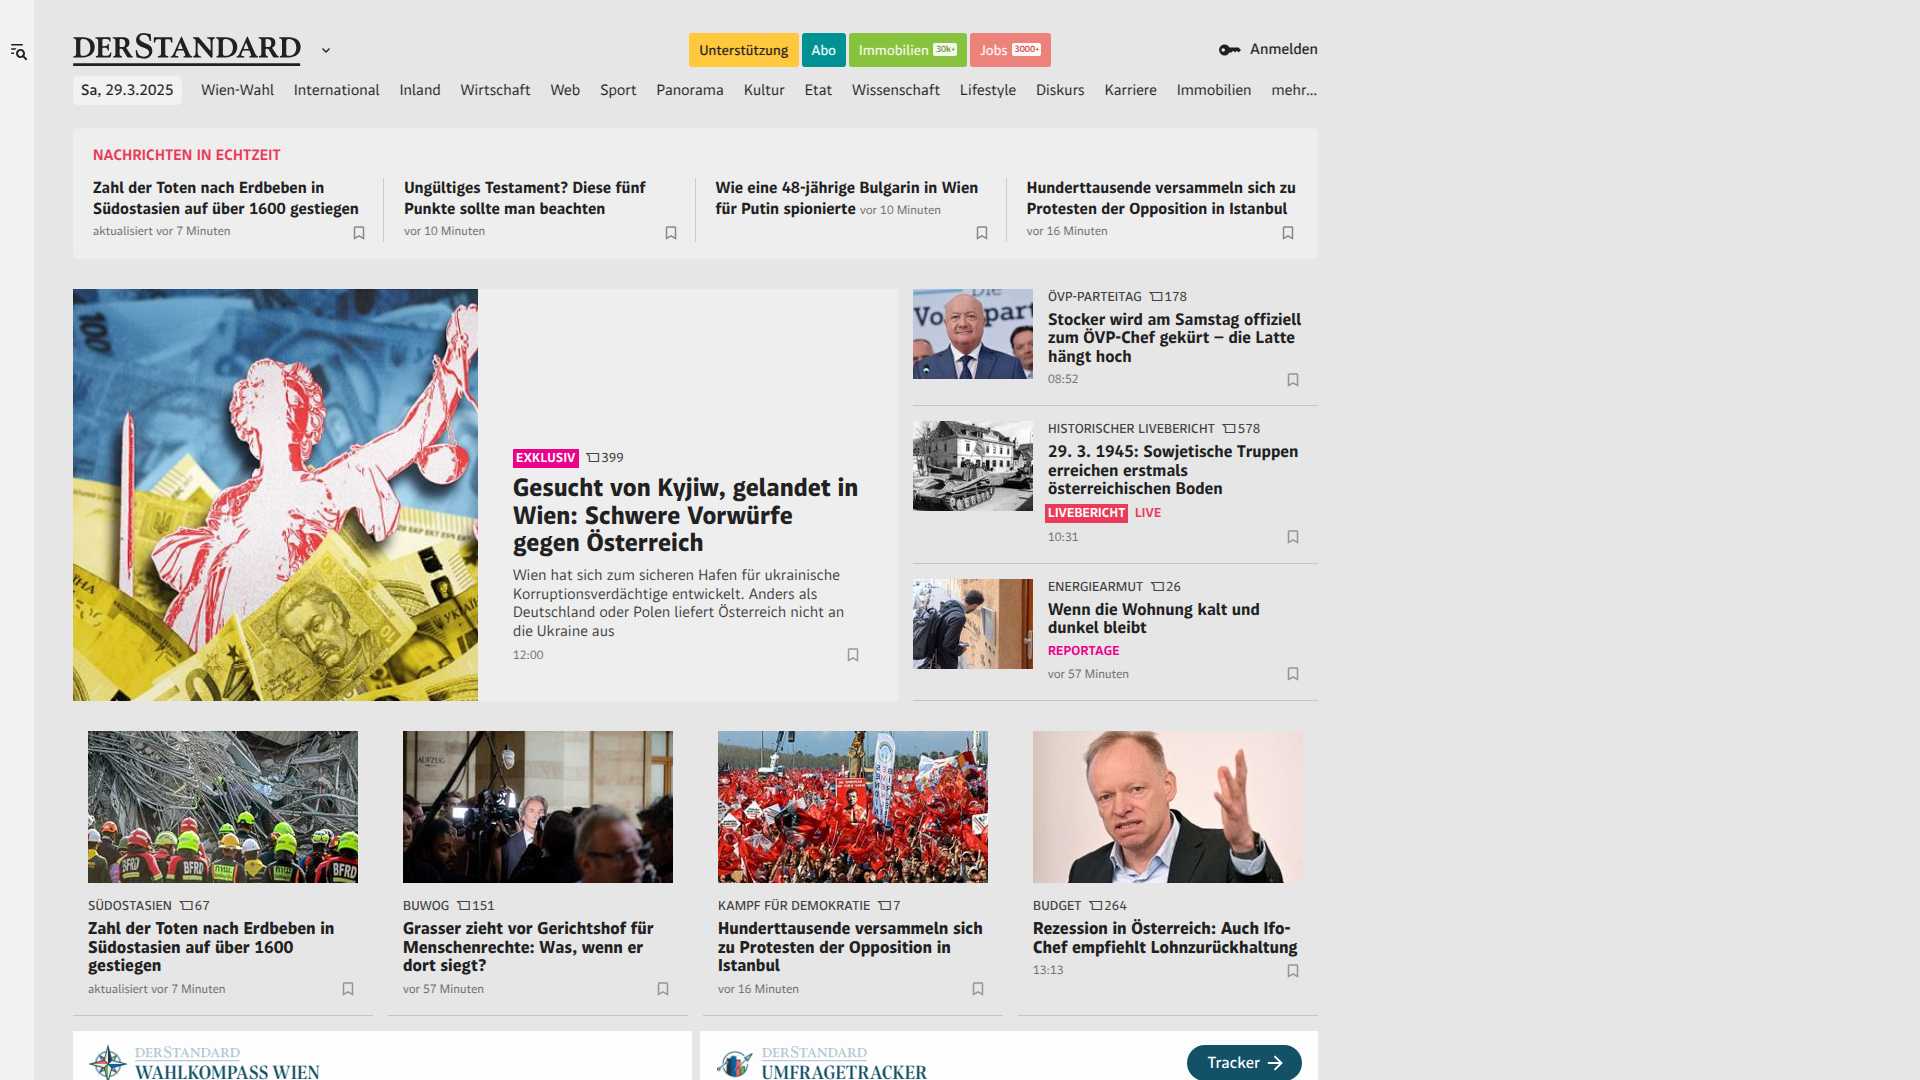 DERSTANDARD
Unterstützung
Abo
Immobilien 30k+
Jobs 3000+
Anmelden
Sa, 29.3.2025
Wien-Wahl
International
Inland
Wirtschaft
Web
Sport
Panorama
Kultur
Etat
Wissenschaft
Lifestyle
Diskurs
Karriere
Immobilien
mehr...
NACHRICHTEN IN ECHTZEIT
Zahl der Toten nach Erdbeben in
Südostasien auf über 1600 gestiegen
aktualisiert vor 7 Minuten
Ungültiges Testament? Diese fünf
Punkte sollte man beachten
vor 10 Minuten
Wie eine 48-jährige Bulgarin in Wien
für Putin spionierte vor 10 Minuten
Hunderttausende versammeln sich zu
Protesten der Opposition in Istanbul
vor 16 Minuten
100
10
EXKLUSIV 399
Gesucht von Kyjiw, gelandet in
Wien: Schwere Vorwürfe
gegen Österreich
Wien hat sich zum sicheren Hafen für ukrainische
Korruptionsverdächtige entwickelt. Anders als
Deutschland oder Polen liefert Österreich nicht an
die Ukraine aus
12:00
ÖVP-PARTEITAG 178
Stocker wird am Samstag offiziell
zum ÖVP-Chef gekürt – die Latte
hängt hoch
08:52
HISTORISCHER LIVEBERICHT 578
29. 3. 1945: Sowjetische Truppen
erreichen erstmals
österreichischen Boden
LIVEBERICHT LIVE
10:31
ENERGIEARMUT 26
Wenn die Wohnung kalt und
dunkel bleibt
REPORTAGE
vor 57 Minuten
BFRD
BFRD
BFRD
SÜDOSTASIEN 67
Zahl der Toten nach Erdbeben in
Südostasien auf über 1600
gestiegen
aktualisiert vor 7 Minuten
AUFZUG
BUWOG 151
Grasser zieht vor Gerichtshof für
Menschenrechte: Was, wenn er
dort siegt?
vor 57 Minuten
KAMPF FÜR DEMOKRATIE 7
Hunderttausende versammeln sich
zu Protesten der Opposition in
Istanbul
vor 16 Minuten
BUDGET 264
Rezession in Österreich: Auch Ifo-
Chef empfiehlt Lohnzurückhaltung
13:13
DERSTANDARD
WAHLKOMPASS WIEN
DERSTANDARD
UMFRAGETRACKER
Tracker